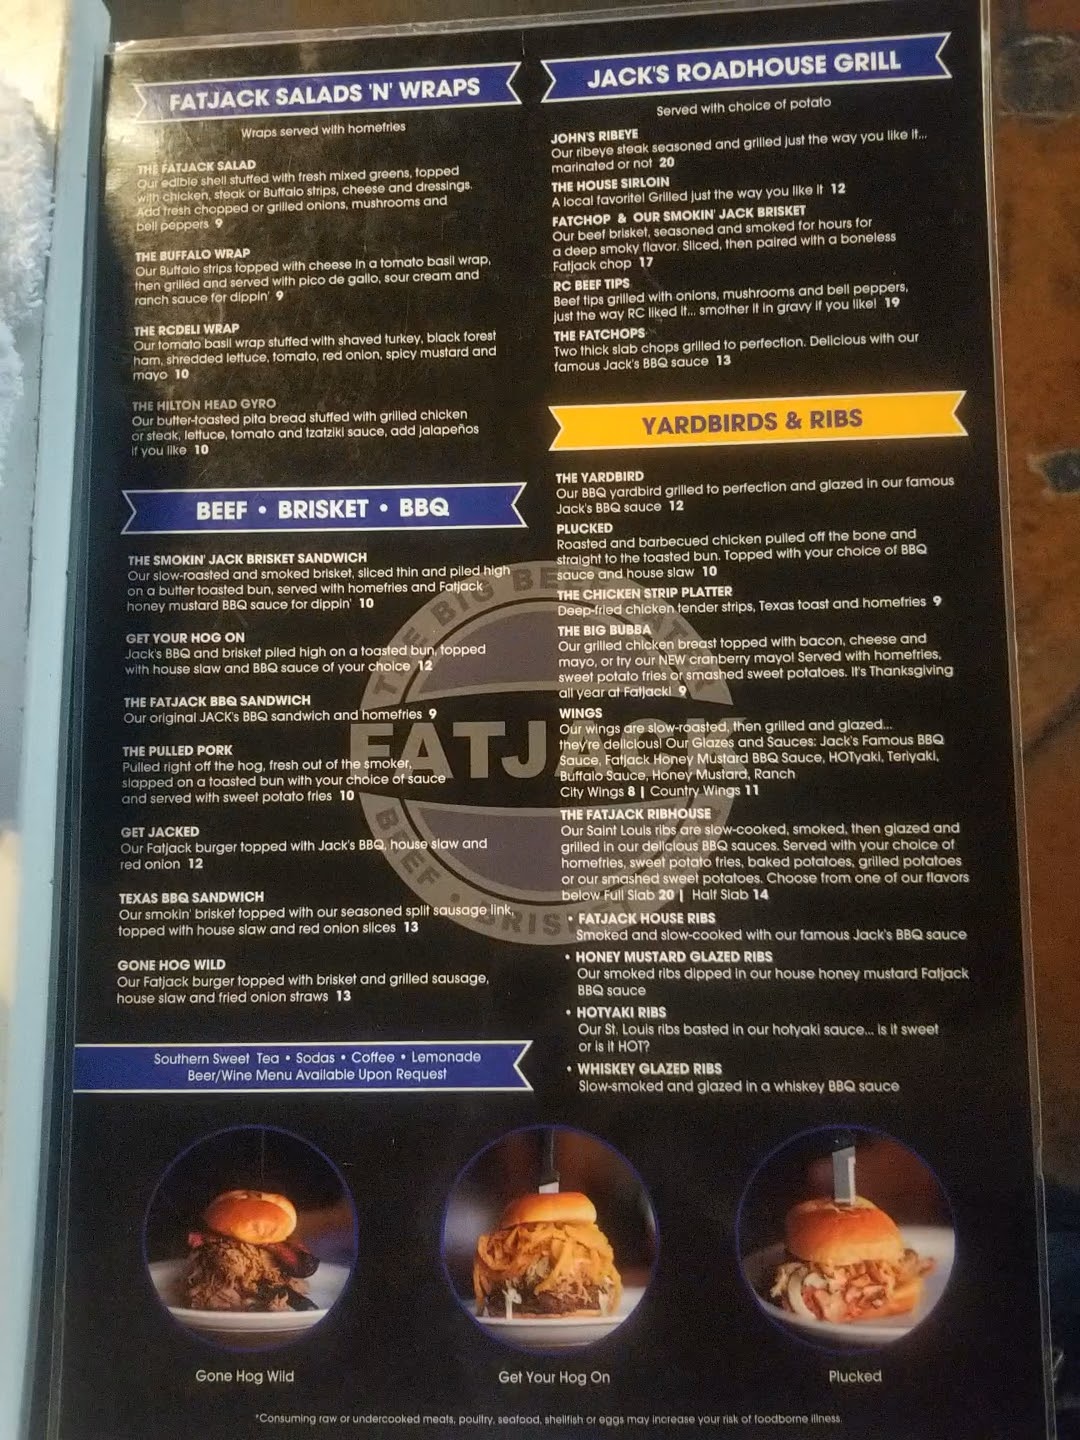 FATJACK SALADS 'N' WRAPS
Wraps served with homefries
THE FATJACK SALAD
Our edible shell stuffed with fresh mixed greens, topped
with chicken, steak or Buffalo strips, cheese and dressings.
Add fresh chopped or grilled onions, mushrooms and
bell peppers 9
THE BUFFALO WRAP
Our Buffalo strips topped with cheese in a tomato basil wrap,
then grilled and served with pico de gallo, sour cream and
ranch sauce for dippin' 9
THE RCDELI WRAP
Our tomato basil wrap stuffed with shaved turkey, black forest
ham, shredded lettuce, tomato, red onion, spicy mustard and
mayo 10
THE HILTON HEAD GYRO
Our butter-toasted pita bread stuffed with grilled chicken
or steak, lettuce, tomato and tzatziki sauce, add jalapeños
if you like 10
BEEF • BRISKET • BBQ
THE SMOKIN' JACK BRISKET SANDWICH
Our slow-roasted and smoked brisket, sliced thin and piled high
on a butter toasted bun, served with homefries and Fatjack
honey mustard BBQ sauce for dippin' 10
GET YOUR HOG ON
Jack's BBQ and brisket piled high on a toasted bun, topped
with house slaw and BBQ sauce of your choice 12
THE FATJACK BBQ SANDWICH
Our original JACK's BBQ sandwich and homefries 9
THE PULLED PORK
Pulled right off the hog, fresh out of the smoker,
slapped on a toasted bun with your choice of sauce
and served with sweet potato fries 10
GET JACKED
Our Fatjack burger topped with Jack's BBQ, house slaw and
red onion 12
TEXAS BBQ SANDWICH
Our smokin' brisket topped with our seasoned split sausage link,
topped with house slaw and red onion slices 13
GONE HOG WILD
Our Fatjack burger topped with brisket and grilled sausage,
house slaw and fried onion straws 13
Southern Sweet Tea • Sodas • Coffee • Lemonade
Beer/Wine Menu Available Upon Request
JACK'S ROADHOUSE GRILL
Served with choice of potato
JOHN'S RIBEYE
Our ribeye steak seasoned and grilled just the way you like it...
marinated or not 20
THE HOUSE SIRLOIN
A local favorite! Grilled just the way you like it 12
FATCHOP & OUR SMOKIN' JACK BRISKET
Our beef brisket, seasoned and smoked for hours for
a deep smoky flavor. Sliced, then paired with a boneless
Fatjack chop 17
RC BEEF TIPS
Beef tips grilled with onions, mushrooms and bell peppers,
just the way RC liked it... smother it in gravy if you like! 19
THE FATCHOPS
Two thick slab chops grilled to perfection. Delicious with our
famous Jack's BBQ sauce 13
YARDBIRDS & RIBS
THE YARDBIRD
Our BBQ yardbird grilled to perfection and glazed in our famous
Jack's BBQ sauce 12
PLUCKED
Roasted and barbecued chicken pulled off the bone and
straight to the toasted bun. Topped with your choice of BBQ
sauce and house slaw 10
THE CHICKEN STRIP PLATTER
Deep-fried chicken tender strips, Texas toast and homefries 9
THE BIG BUBBA
Our grilled chicken breast topped with bacon, cheese and
mayo, or try our NEW cranberry mayo! Served with homefries,
sweet potato fries or smashed sweet potatoes. It's Thanksgiving
all year at Fatjack! 9
WINGS
Our wings are slow-roasted, then grilled and glazed...
they're delicious! Our Glazes and Sauces: Jack's Famous BBQ
Sauce, Fatjack Honey Mustard BBQ Sauce, HOTyaki, Teriyaki,
Buffalo Sauce, Honey Mustard, Ranch
City Wings 8 | Country Wings 11
THE FATJACK RIBHOUSE
Our Saint Louis ribs are slow-cooked, smoked, then glazed and
grilled in our delicious BBQ sauces. Served with your choice of
homefries, sweet potato fries, baked potatoes, grilled potatoes
or our smashed sweet potatoes. Choose from one of our flavors
below Full Slab 20 | Half Slab 14
• FATJACK HOUSE RIBS
Smoked and slow-cooked with our famous Jack's BBQ sauce
• HONEY MUSTARD GLAZED RIBS
Our smoked ribs dipped in our house honey mustard Fatjack
BBQ sauce
• HOTYAKI RIBS
Our St. Louis ribs basted in our hotyaki sauce... is it sweet
or is it HOT?
• WHISKEY GLAZED RIBS
Slow-smoked and glazed in a whiskey BBQ sauce
FATJACK
BEEF • BRIS
Gone Hog Wild
Get Your Hog On
Plucked
*Consuming raw or undercooked meats, poultry, seafood, shellfish or eggs may increase your risk of foodborne illness.